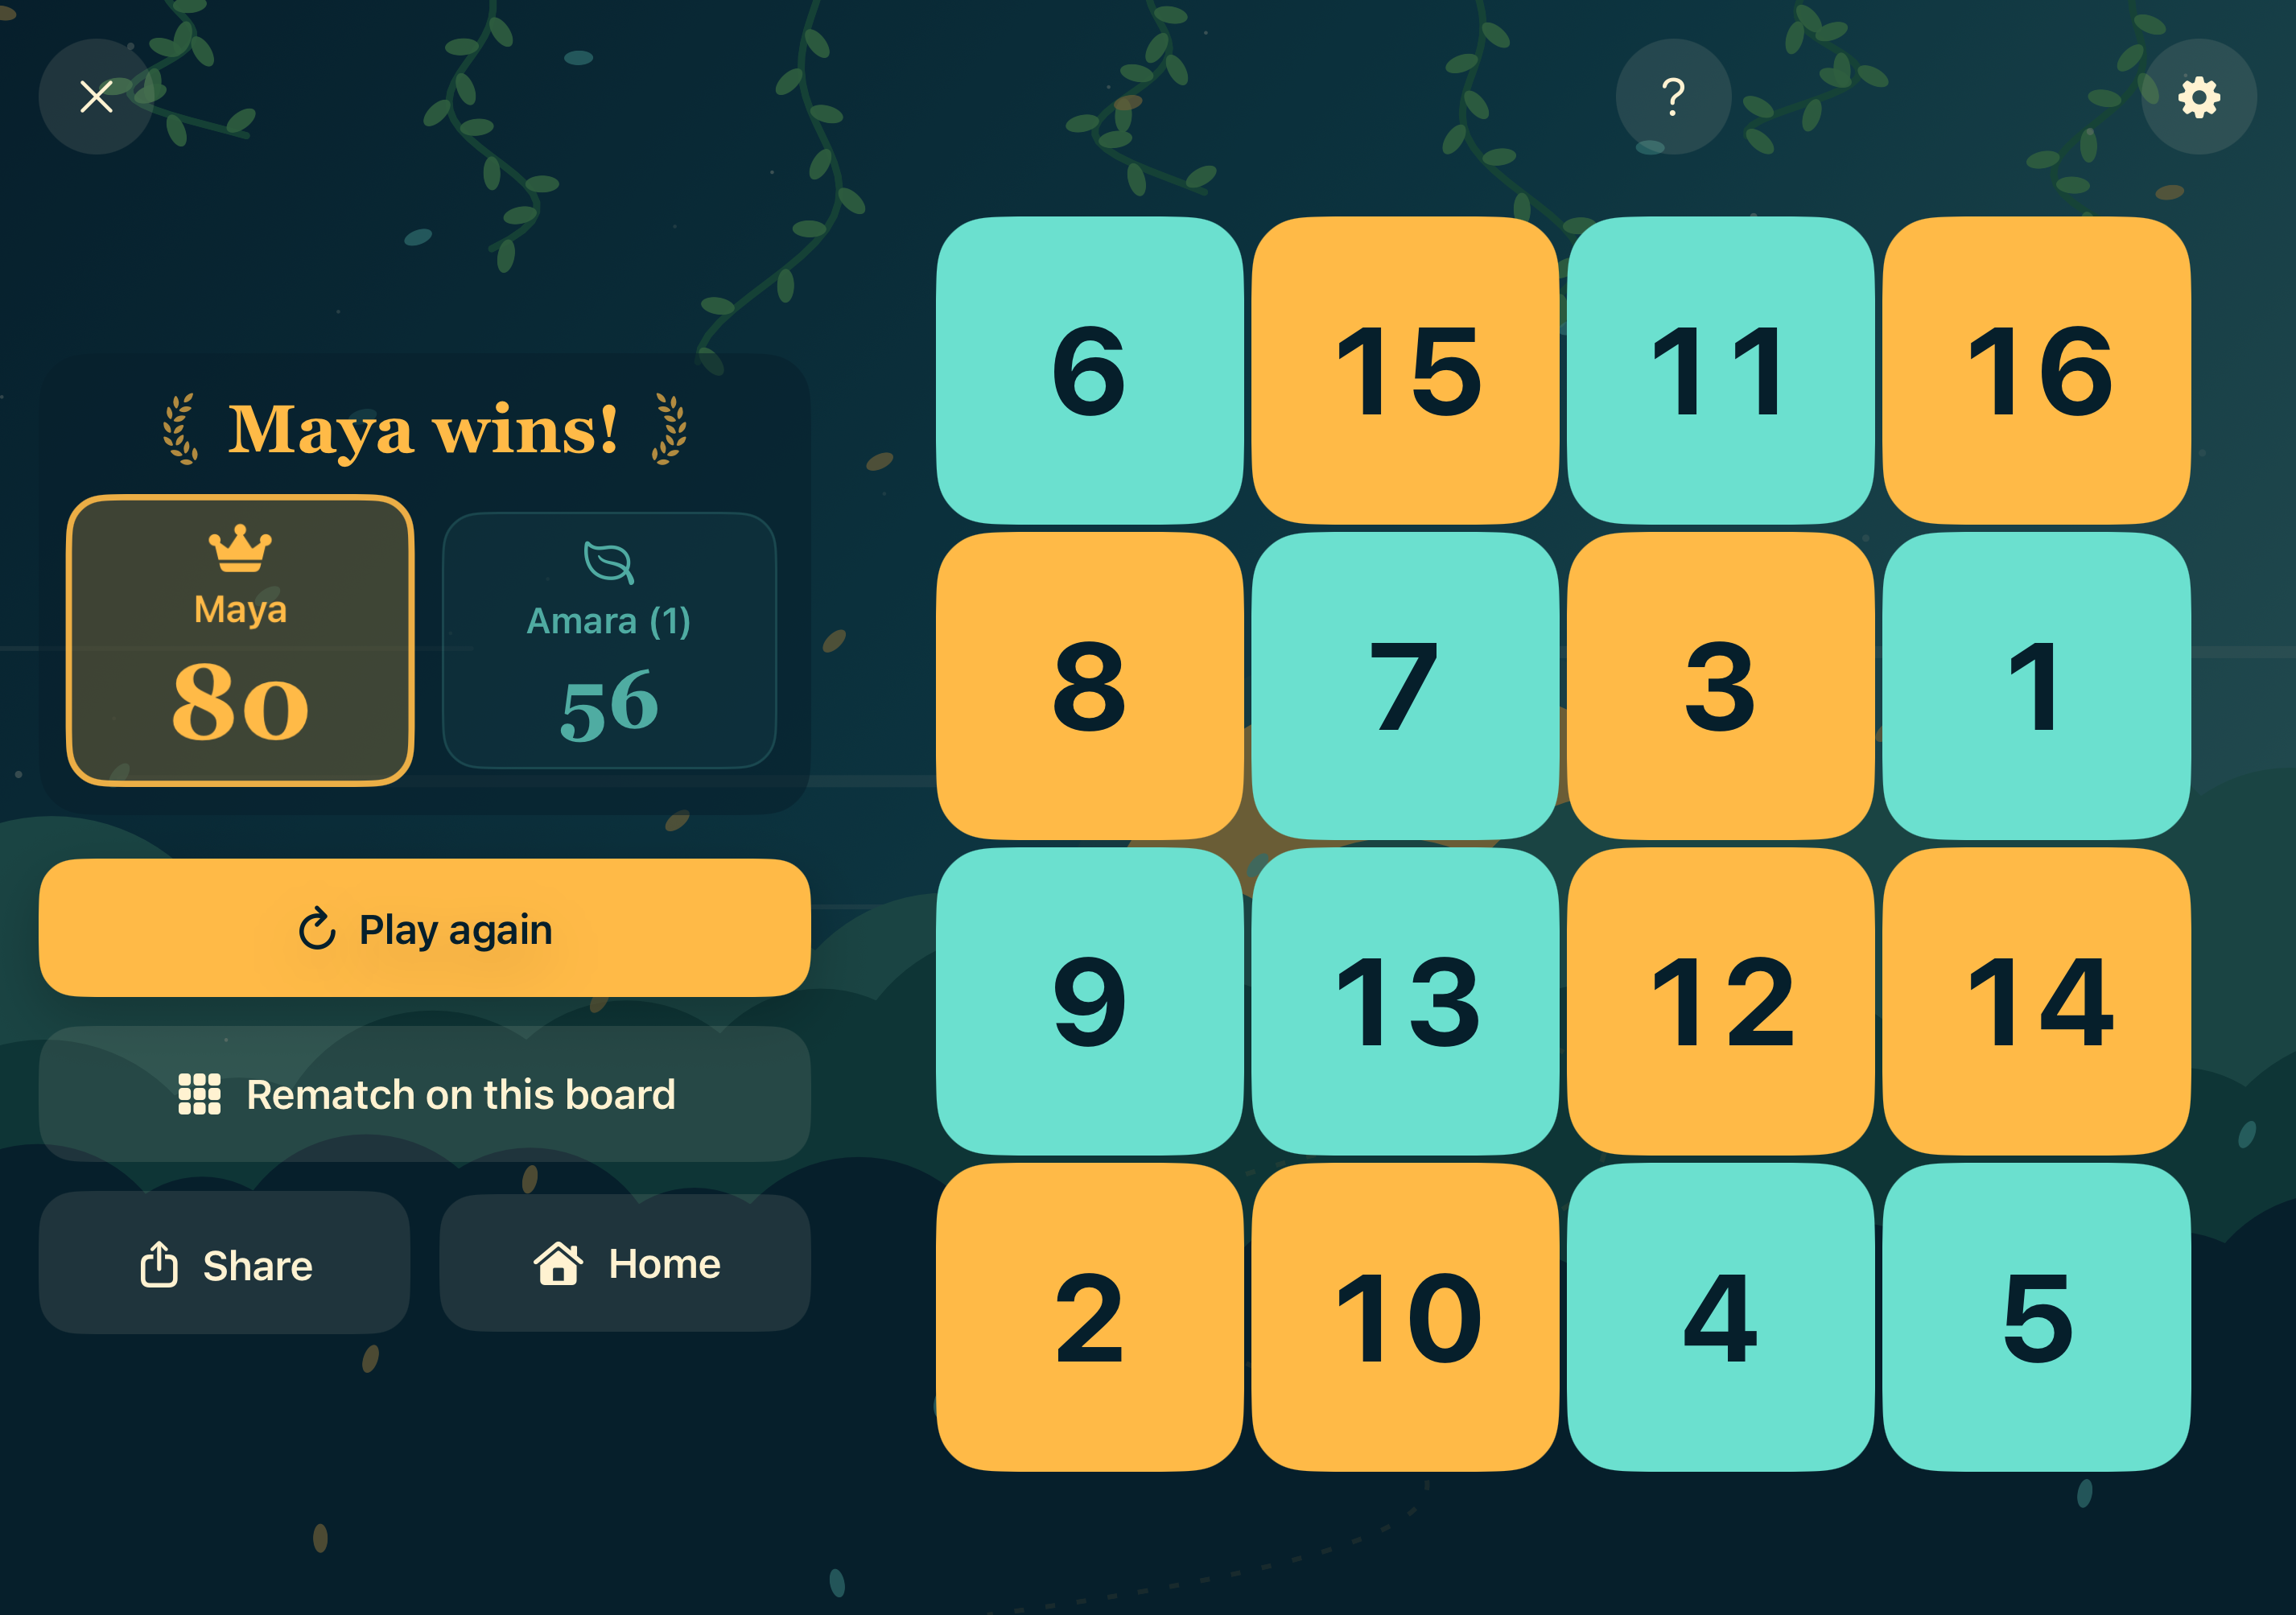 ?
Maya wins!
Maya
80
Amara (1)
56
Play again
Rematch on this board
Share
Home
6 15 11 16
8 7 3 1
9 13 12 14
2 10 4 5